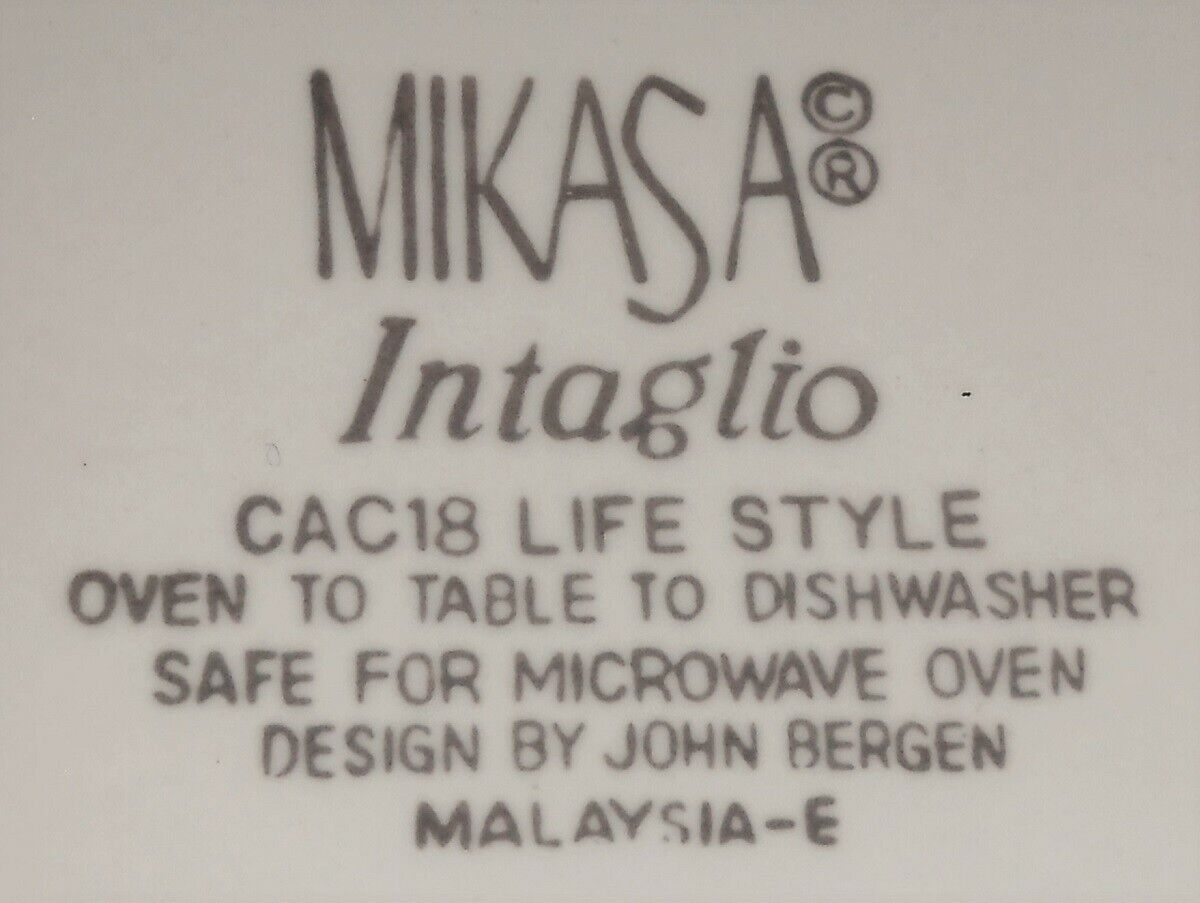 MIKASA©®
Intaglio
CAC18 LIFE STYLE
OVEN TO TABLE TO DISHWASHER
SAFE FOR MICROWAVE OVEN
DESIGN BY JOHN BERGEN
MALAYSIA-E